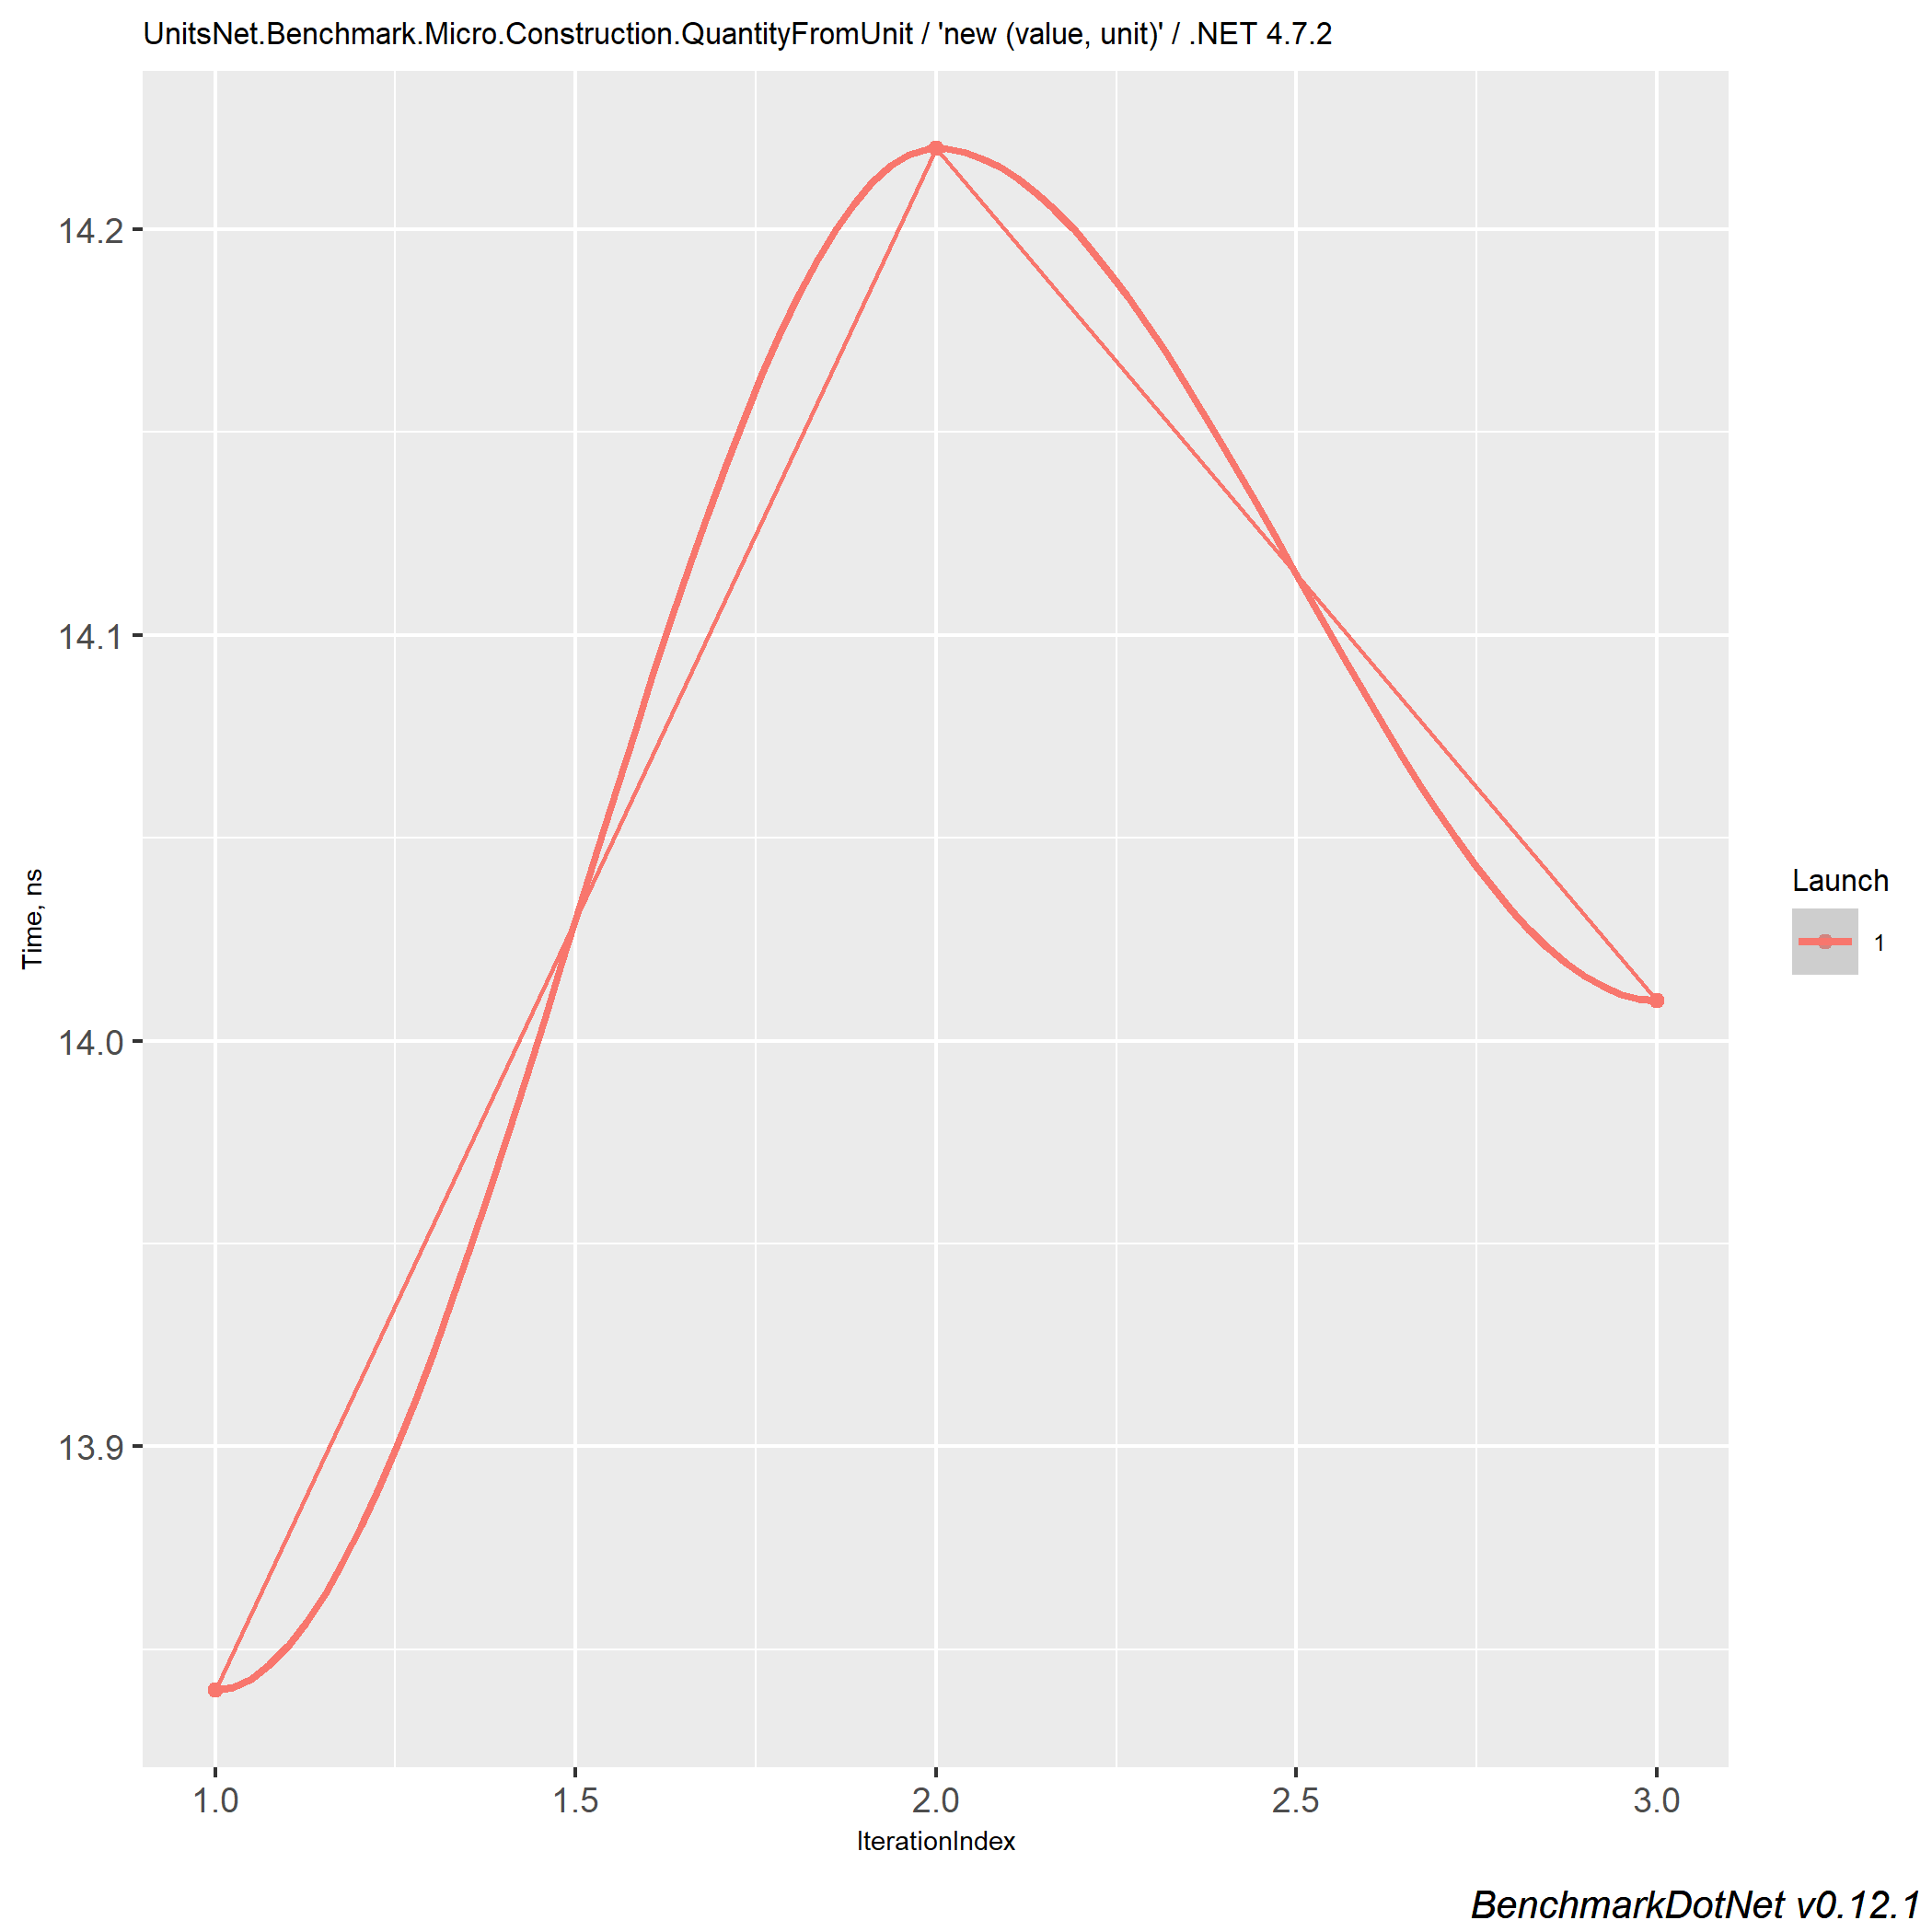 UnitsNet.Benchmark.Micro.Construction.QuantityFromUnit / 'new (value, unit)' / .NET 4.7.2
14.2
14.1
14.0
13.9
Time, ns
1.0 1.5 2.0 2.5 3.0
IterationIndex
Launch
1
BenchmarkDotNet v0.12.1